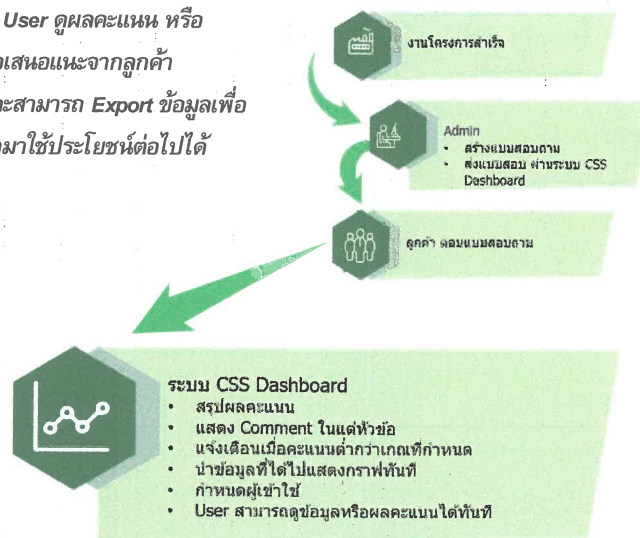 User ดูผลคะแนน หรือ
เสนอแนะจากลูกค้า
สามารถ Export ข้อมูลเพื่อ
มาใช้ประโยชน์ต่อไปได้
งานโครงการสำเร็จ
Admin
• สร้างแบบสอบถาม
• ส่งแบบสอบ ผ่านระบบ CSS
Dashboard
ลูกค้า ตอบแบบสอบถาม
ระบบ CSS Dashboard
• สรุปผลคะแนน
• แสดง Comment ในแต่หัวข้อ
• แจ้งเตือนเมื่อคะแนนต่ำกว่าเกณที่กำหนด
• นำข้อมูลที่ได้ไปแสดงกราฟทันที
• กำหนดผู้เข้าใช้
• User สามารถดูข้อมูลหรือผลคะแนนได้ทันที